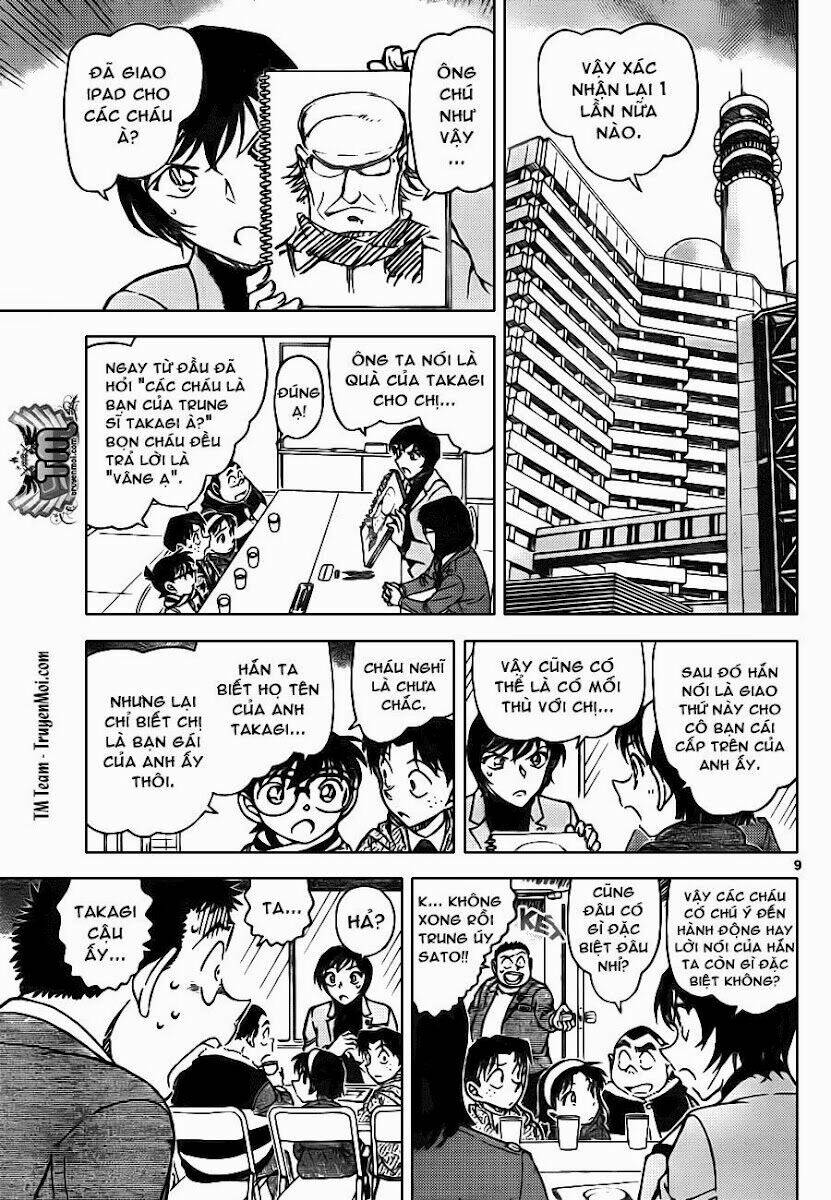 VẬY XÁC
NHẬN LẠI 1
LẦN NỮA
NÀO.
ÔNG
CHÚ
NHƯ
VẬY
...
ĐÃ GIAO
IPAD CHO
CÁC CHÁU
À?
ÔNG TA NÓI LÀ
QUÀ CỦA TAKAGI
CHO CHỊ...
ĐÚNG
Ạ!
NGAY TỪ ĐẦU ĐÃ
HỎI "CÁC CHÁU LÀ
BẠN CỦA TRUNG
SĨ TAKAGI À?"
BỌN CHÁU ĐỀU
TRẢ LỜI LÀ
"VÂNG Ạ".
TM
truyenmoi.com
SAU ĐÓ HẮN
NÓI LÀ GIAO
THỨ NÀY CHO
CÔ BẠN GÁI
CẤP TRÊN CỦA
ANH ẤY.
VẬY CŨNG CÓ
THỂ LÀ CÓ MỐI
THÙ VỚI CHỊ...
CHÁU NGHĨ
LÀ CHƯA
CHẮC.
HẮN TA
BIẾT HỌ TÊN
CỦA ANH
TAKAGI...
NHƯNG LẠI
CHỈ BIẾT CHỊ
LÀ BẠN GÁI
CỦA ANH ẤY
THÔI.
TM Team - TruyenMoi.com
9
VẬY CÁC CHÁU
CÓ CHÚ Ý ĐẾN
HÀNH ĐỘNG HAY
LỜI NÓI CỦA HẮN
TA CÒN GÌ ĐẶC
BIỆT KHÔNG?
CŨNG
ĐÂU CÓ
GÌ ĐẶC
BIỆT ĐÂU
NHỈ?
KÉT
K... KHÔNG
XONG RỒI
TRUNG ÚY
SATO!!
HẢ?
TA...
TAKAGI
CẬU
ẤY...